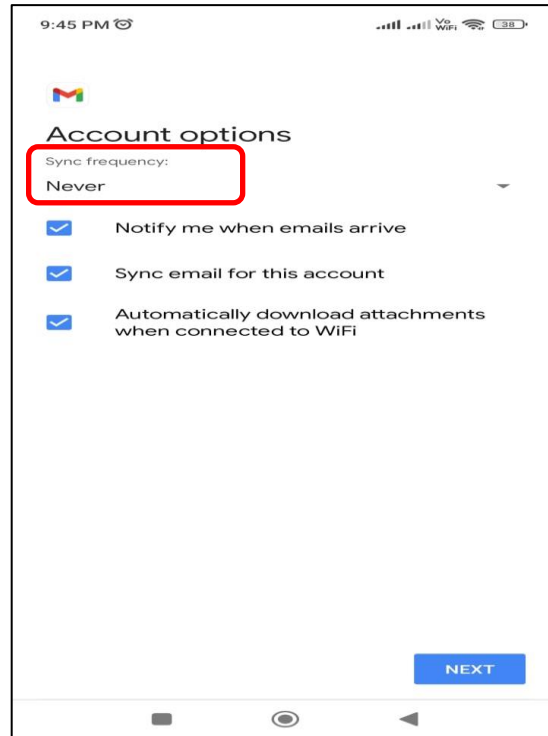 9:45 PM
Vo
WiFi
38
Account options
Sync frequency:
Never
Notify me when emails arrive
Sync email for this account
Automatically download attachments
when connected to WiFi
NEXT